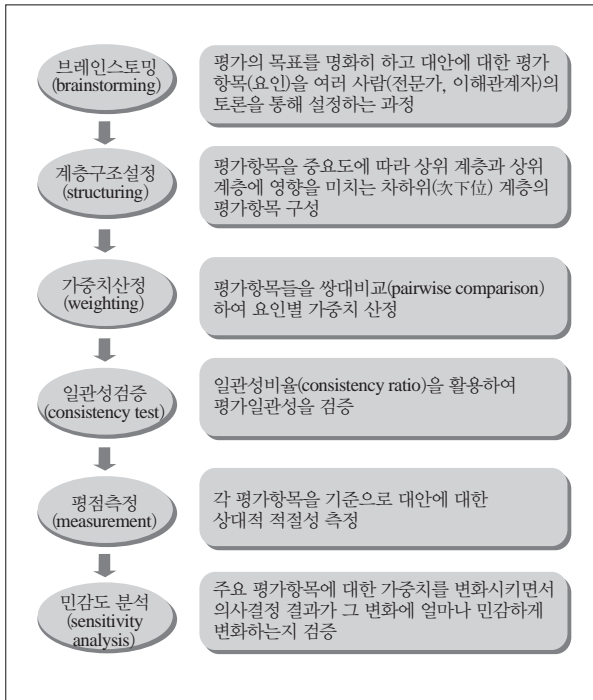 브레인스토밍
(brainstorming)
평가의 목표를 명화히 하고 대안에 대한 평가
항목(요인)을 여러 사람(전문가, 이해관계자)의
토론을 통해 설정하는 과정
계층구조설정
(structuring)
평가항목을 중요도에 따라 상위 계층과 상위
계층에 영향을 미치는 차하위(次下位) 계층의
평가항목 구성
가중치산정
(weighting)
평가항목들을 쌍대비교(pairwise comparison)
하여 요인별 가중치 산정
일관성검증
(consistency test)
일관성비율(consistency ratio)을 활용하여
평가일관성을 검증
평점측정
(measurement)
각 평가항목을 기준으로 대안에 대한
상대적 적절성 측정
민감도 분석
(sensitivity
analysis)
주요 평가항목에 대한 가중치를 변화시키면서
의사결정 결과가 그 변화에 얼마나 민감하게
변화하는지 검증